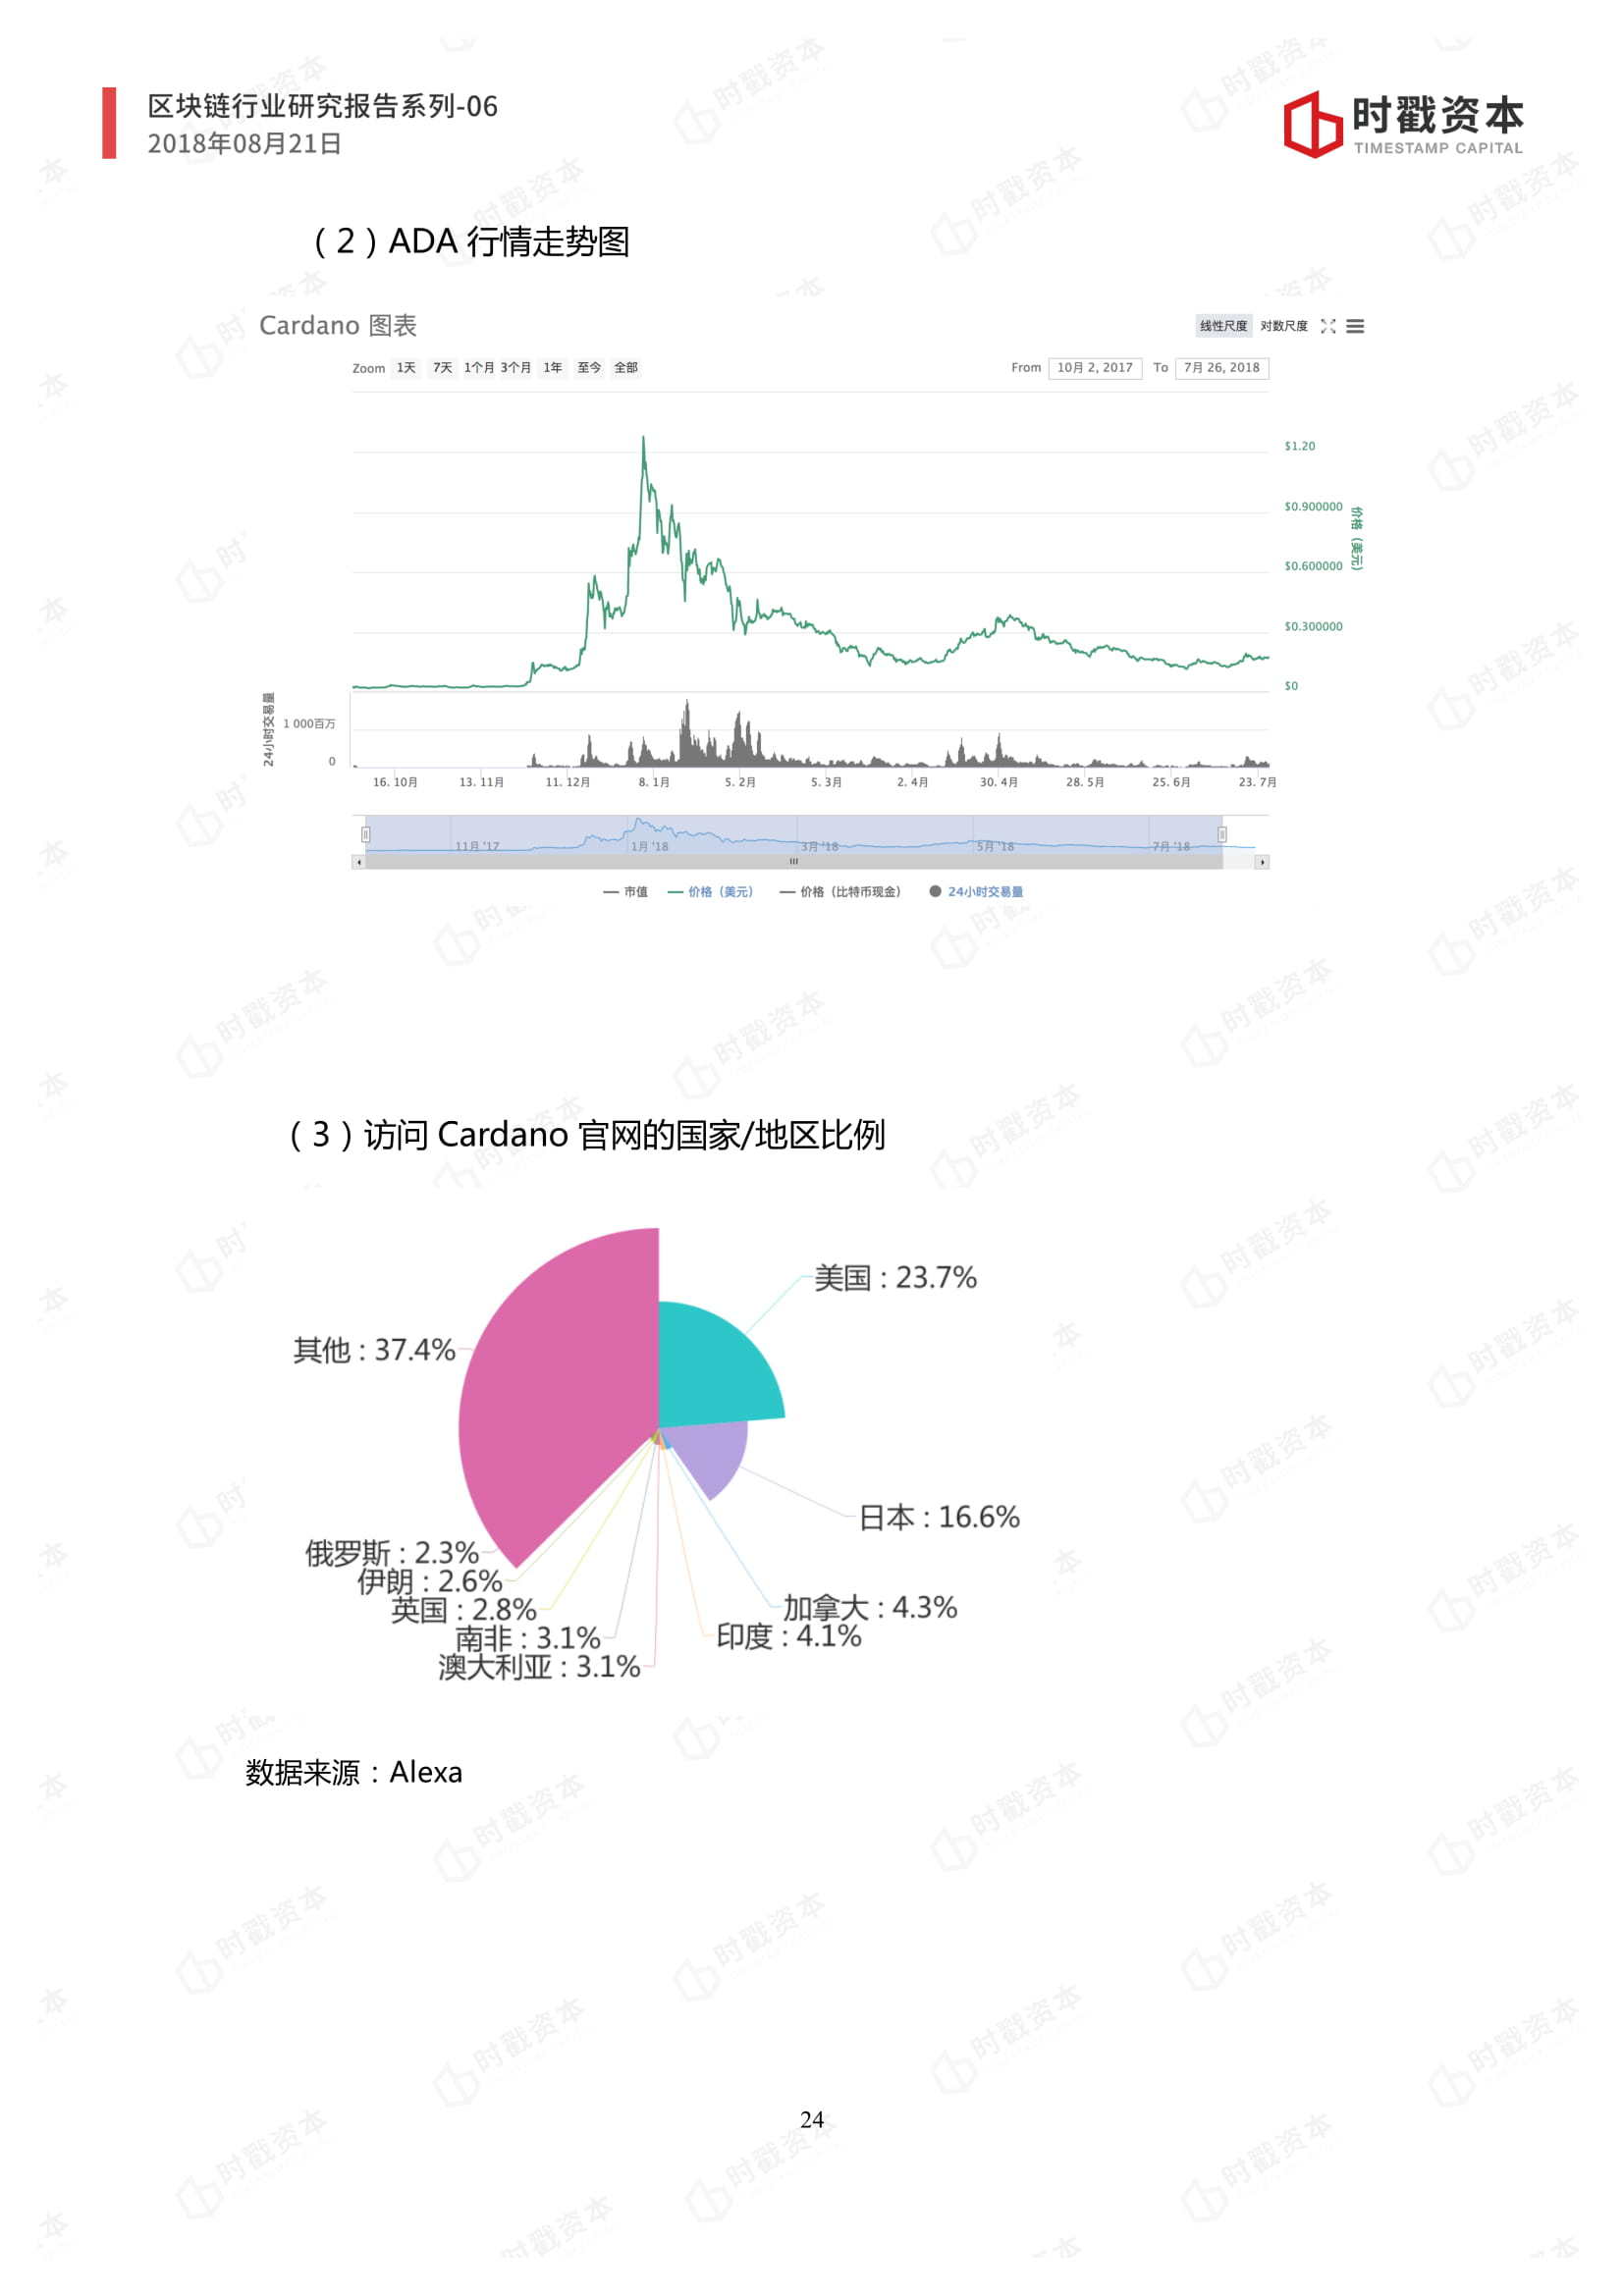 区块链行业研究报告系列-06
2018年08月21日
时戳资本
TIMESTAMP CAPITAL
（2）ADA 行情走势图
Cardano 图表
线性尺度 对数尺度
Zoom 1天 7天 1个月 3个月 1年 至今 全部
From 10月 2, 2017 To 7月 26, 2018
$1.20
$0.900000
$0.600000
$0.300000
$0
价格（美元）
24小时交易量
1 000百万
0
16. 10月 13. 11月 11. 12月 8. 1月 5. 2月 5. 3月 2. 4月 30. 4月 28. 5月 25. 6月 23. 7月
11月 '17 1月 '18 3月 '18 5月 '18 7月 '18
市值 价格（美元） 价格（比特币现金） 24小时交易量
（3）访问 Cardano 官网的国家/地区比例
美国 : 23.7%
其他 : 37.4%
日本 : 16.6%
俄罗斯 : 2.3%
伊朗 : 2.6%
英国 : 2.8%
南非 : 3.1%
澳大利亚 : 3.1%
加拿大 : 4.3%
印度 : 4.1%
数据来源：Alexa
24